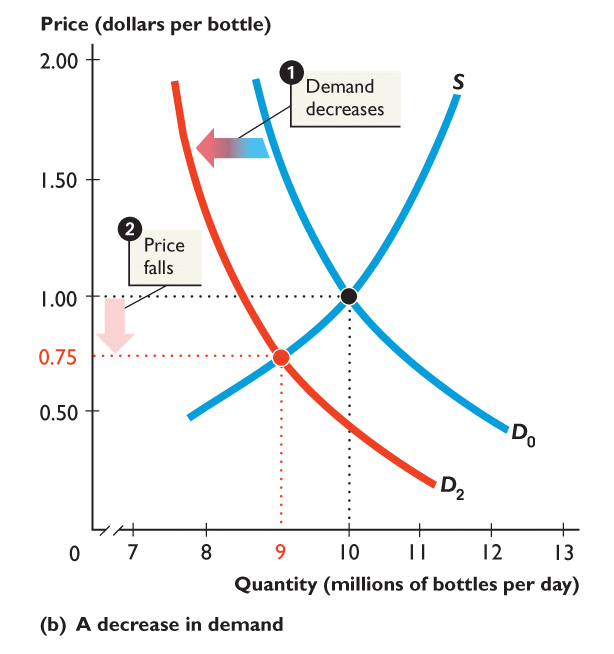 Price (dollars per bottle)
2.00
1
S
Demand
decreases
1.50
2
Price
falls
1.00
0.75
0.50
D0
D2
0 7 8 9 10 11 12 13
Quantity (millions of bottles per day)
(b) A decrease in demand